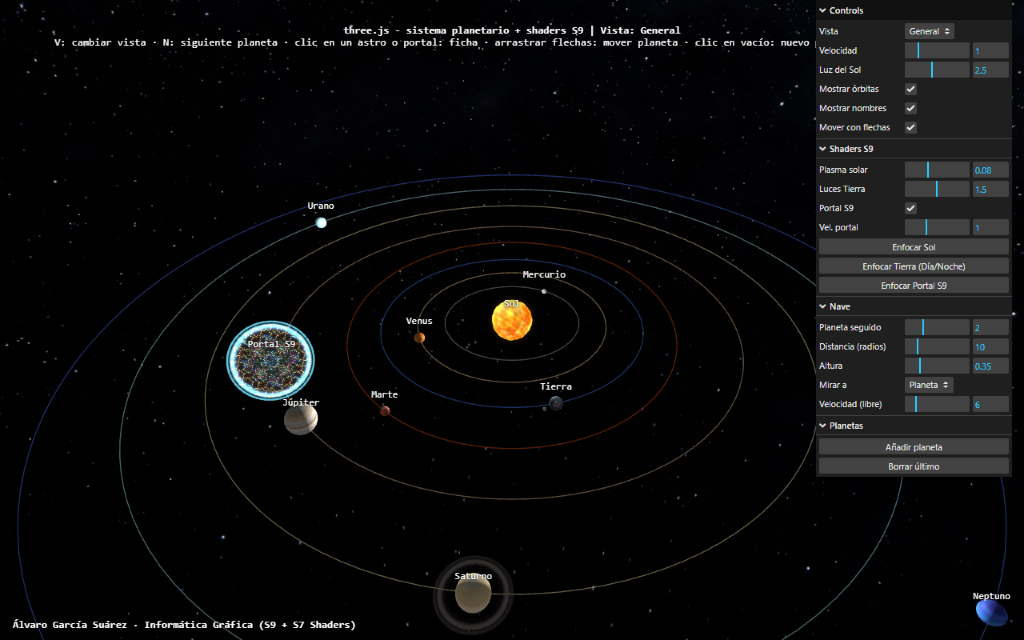 three.js - sistema planetario + shaders S9 | Vista: General
V: cambiar vista · N: siguiente planeta · clic en un astro o portal: ficha · arrastrar flechas: mover planeta · clic en vacío: nuevo
Controls
Vista General
Velocidad 1
Luz del Sol 2.5
Mostrar órbitas
Mostrar nombres
Mover con flechas
Shaders S9
Plasma solar 0.08
Luces Tierra 1.5
Portal S9
Vel. portal 1
Enfocar Sol
Enfocar Tierra (Día/Noche)
Enfocar Portal S9
Nave
Planeta seguido 2
Distancia (radios) 10
Altura 0.35
Mirar a Planeta
Velocidad (libre) 6
Planetas
Añadir planeta
Borrar último
Urano
Mercurio
Sol
Venus
Portal S9
Tierra
Marte
Júpiter
Saturno
Neptuno
Álvaro García Suárez - Informática Gráfica (S9 + S7 Shaders)